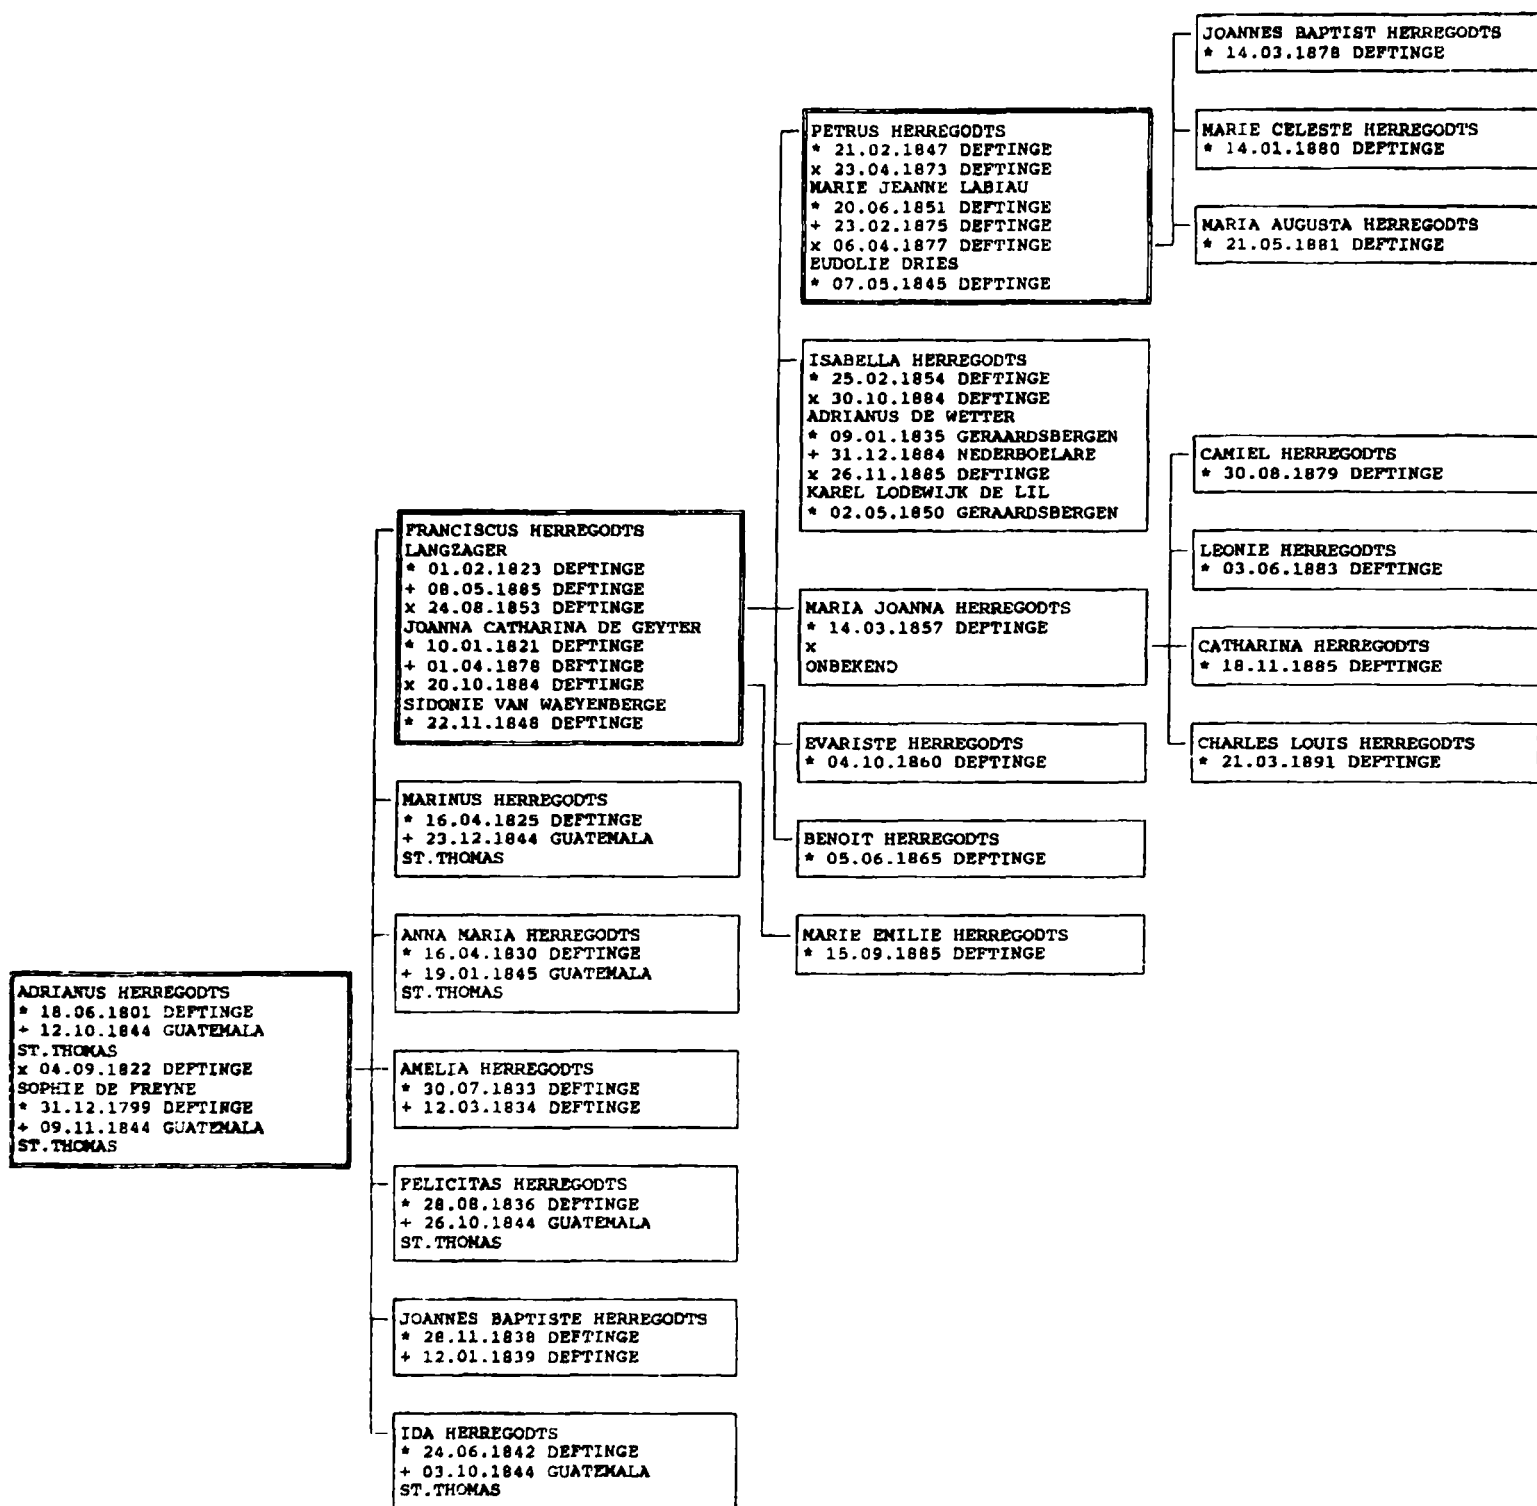 ADRIANUS HERREGODTS
* 18.06.1801 DEFTINGE
+ 12.10.1844 GUATEMALA
ST.THOMAS
x 04.09.1822 DEFTINGE
SOPHIE DE FREYNE
* 31.12.1799 DEFTINGE
+ 09.11.1844 GUATEMALA
ST.THOMAS
FRANCISCUS HERREGODTS
LANGZAGER
* 01.02.1823 DEFTINGE
+ 08.05.1885 DEFTINGE
x 24.08.1853 DEFTINGE
JOANNA CATHARINA DE GEYTER
* 10.01.1821 DEFTINGE
+ 01.04.1878 DEFTINGE
x 20.10.1884 DEFTINGE
SIDONIE VAN WAEYENBERGE
* 22.11.1848 DEFTINGE
MARINUS HERREGODTS
* 16.04.1825 DEFTINGE
+ 23.12.1844 GUATEMALA
ST.THOMAS
ANNA MARIA HERREGODTS
* 16.04.1830 DEFTINGE
+ 19.01.1845 GUATEMALA
ST.THOMAS
AMELIA HERREGODTS
* 30.07.1833 DEFTINGE
+ 12.03.1834 DEFTINGE
FELICITAS HERREGODTS
* 28.08.1836 DEFTINGE
+ 26.10.1844 GUATEMALA
ST.THOMAS
JOANNES BAPTISTE HERREGODTS
* 28.11.1838 DEFTINGE
+ 12.01.1839 DEFTINGE
IDA HERREGODTS
* 24.06.1842 DEFTINGE
+ 03.10.1844 GUATEMALA
ST.THOMAS
PETRUS HERREGODTS
* 21.02.1847 DEFTINGE
x 23.04.1873 DEFTINGE
MARIE JEANNE LABIAU
* 20.06.1851 DEFTINGE
+ 23.02.1875 DEFTINGE
x 06.04.1877 DEFTINGE
EUDOLIE DRIES
* 07.05.1845 DEFTINGE
ISABELLA HERREGODTS
* 25.02.1854 DEFTINGE
x 30.10.1884 DEFTINGE
ADRIANUS DE WETTER
* 09.01.1835 GERAARDSBERGEN
+ 31.12.1884 NEDERBOELARE
x 26.11.1885 DEFTINGE
KAREL LODEWIJK DE LIL
* 02.05.1850 GERAARDSBERGEN
MARIA JOANNA HERREGODTS
* 14.03.1857 DEFTINGE
x
ONBEKEND
EVARISTE HERREGODTS
* 04.10.1860 DEFTINGE
BENOIT HERREGODTS
* 05.06.1865 DEFTINGE
MARIE EMILIE HERREGODTS
* 15.09.1885 DEFTINGE
JOANNES BAPTIST HERREGODTS
* 14.03.1878 DEFTINGE
MARIE CELESTE HERREGODTS
* 14.01.1880 DEFTINGE
MARIA AUGUSTA HERREGODTS
* 21.05.1881 DEFTINGE
CAMIEL HERREGODTS
* 30.08.1879 DEFTINGE
LEONIE HERREGODTS
* 03.06.1883 DEFTINGE
CATHARINA HERREGODTS
* 18.11.1885 DEFTINGE
CHARLES LOUIS HERREGODTS
* 21.03.1891 DEFTINGE